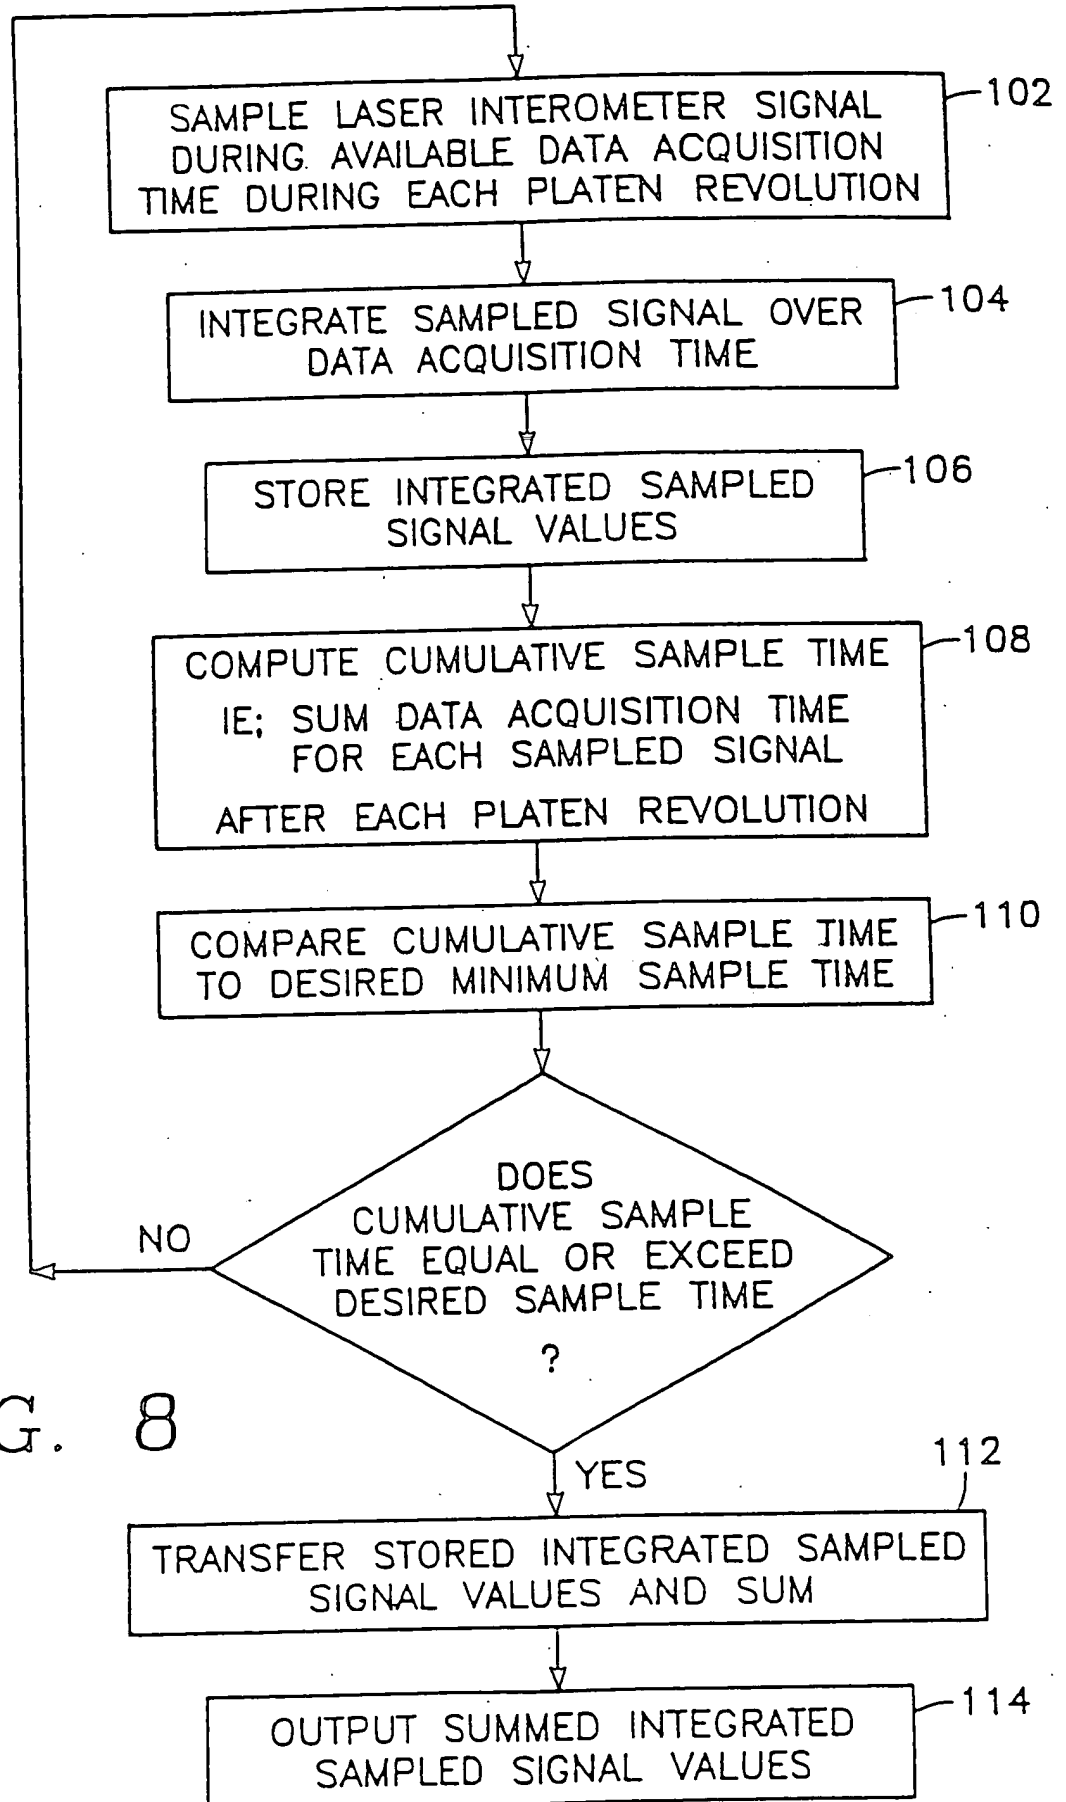 SAMPLE LASER INTEROMETER SIGNAL
DURING AVAILABLE DATA ACQUISITION
TIME DURING EACH PLATEN REVOLUTION
102
INTEGRATE SAMPLED SIGNAL OVER
DATA ACQUISITION TIME
104
STORE INTEGRATED SAMPLED
SIGNAL VALUES
106
COMPUTE CUMULATIVE SAMPLE TIME
IE; SUM DATA ACQUISITION TIME
FOR EACH SAMPLED SIGNAL
AFTER EACH PLATEN REVOLUTION
108
COMPARE CUMULATIVE SAMPLE TIME
TO DESIRED MINIMUM SAMPLE TIME
110
DOES
CUMULATIVE SAMPLE
TIME EQUAL OR EXCEED
DESIRED SAMPLE TIME
?
NO
YES
G. 8
112
TRANSFER STORED INTEGRATED SAMPLED
SIGNAL VALUES AND SUM
OUTPUT SUMMED INTEGRATED
SAMPLED SIGNAL VALUES
114